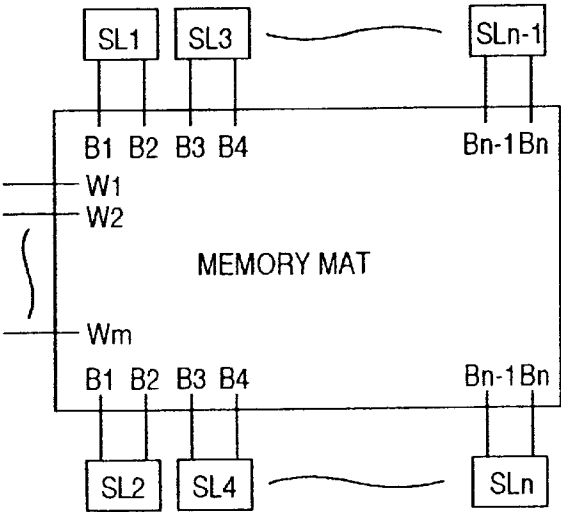 SL1 SL3 SLn-1
B1 B2 B3 B4 Bn-1 Bn
W1
W2
MEMORY MAT
Wm
B1 B2 B3 B4 Bn-1 Bn
SL2 SL4 SLn